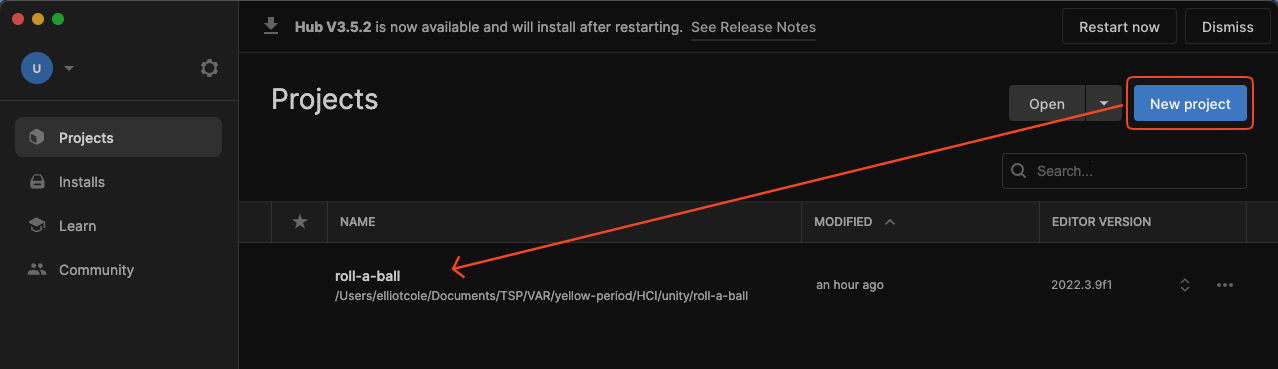 Hub V3.5.2 is now available and will install after restarting. See Release Notes
Restart now
Dismiss
U
Projects
Installs
Learn
Community
Projects
Open
New project
Search...
NAME
MODIFIED
EDITOR VERSION
roll-a-ball
/Users/elliotcole/Documents/TSP/VAR/yellow-period/HCI/unity/roll-a-ball
an hour ago
2022.3.9f1